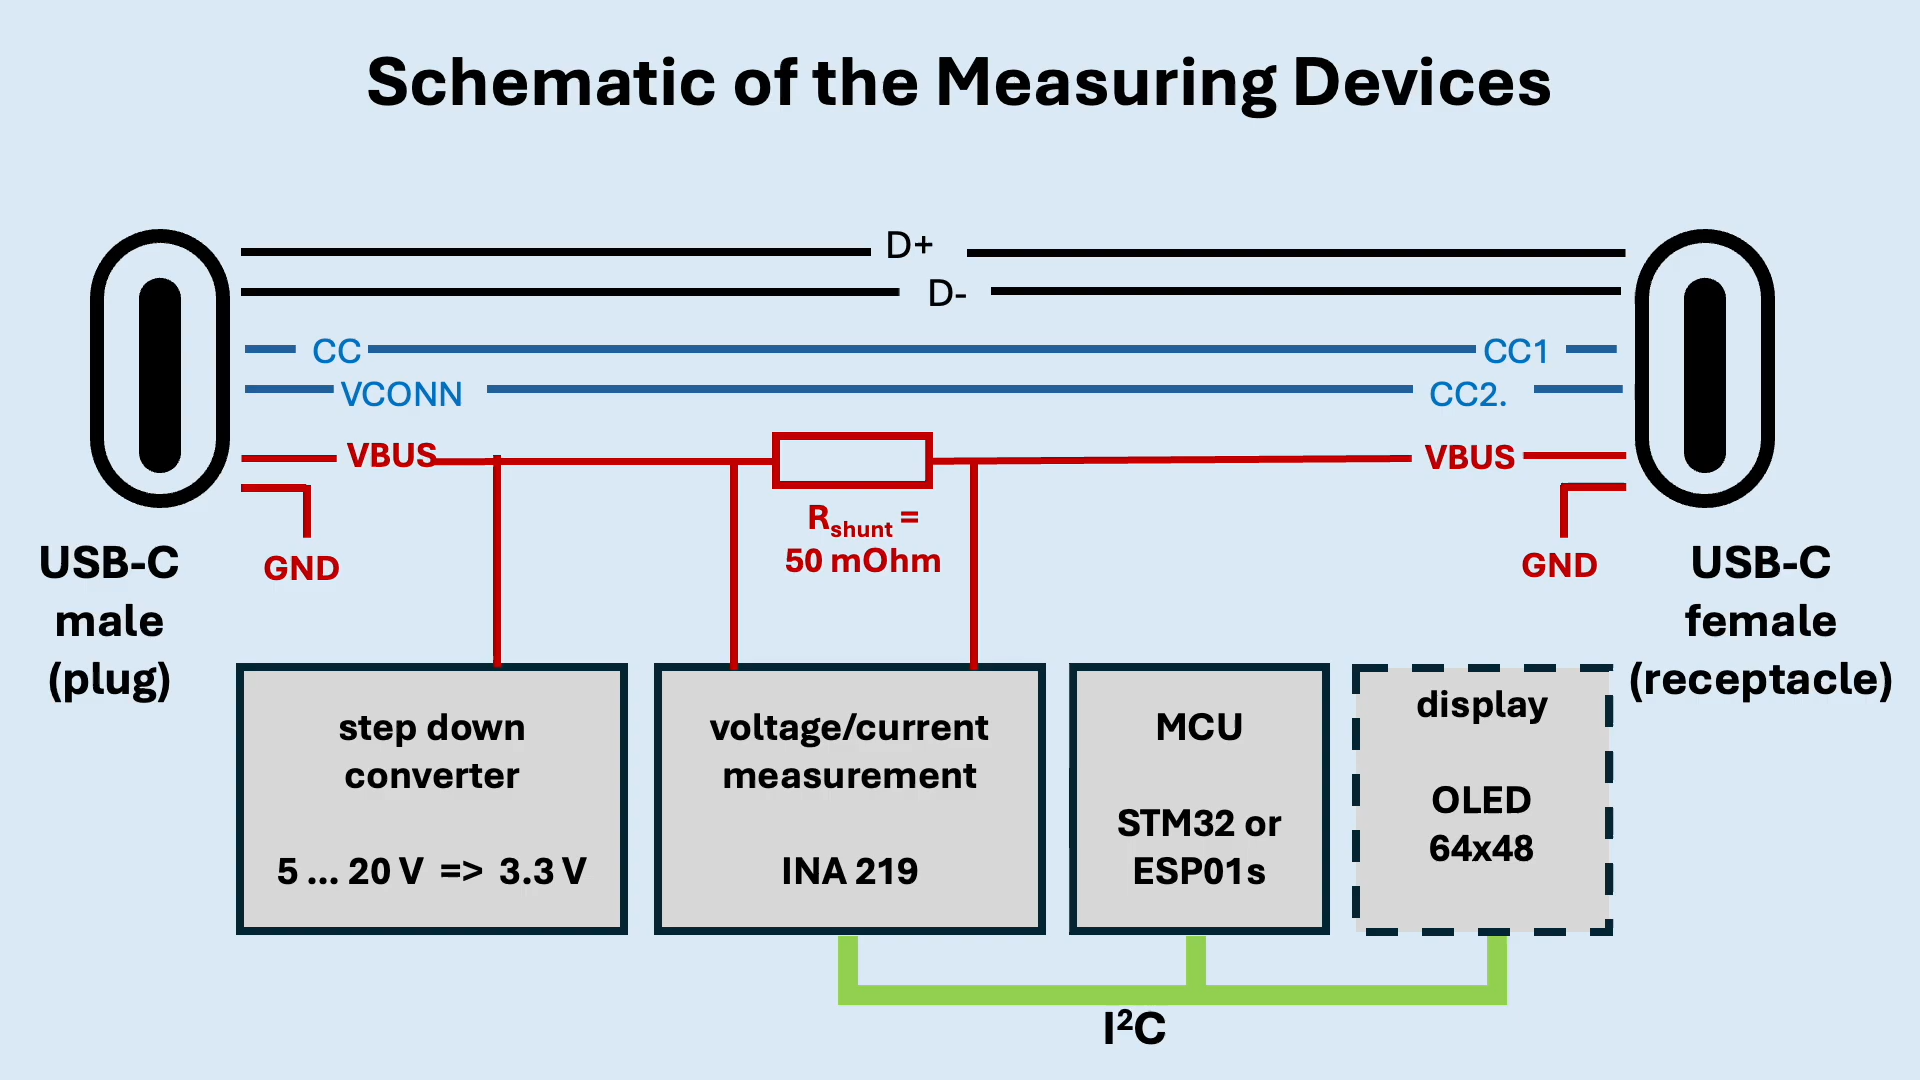 Schematic of the Measuring Devices
D+
D-
CC
CC1
VCONN
CC2.
VBUS
VBUS
Rshunt =
50 mOhm
GND
GND
USB-C
male
(plug)
USB-C
female
(receptacle)
step down
converter
5 ... 20 V => 3.3 V
voltage/current
measurement
INA 219
MCU
STM32 or
ESP01s
display
OLED
64x48
I²C